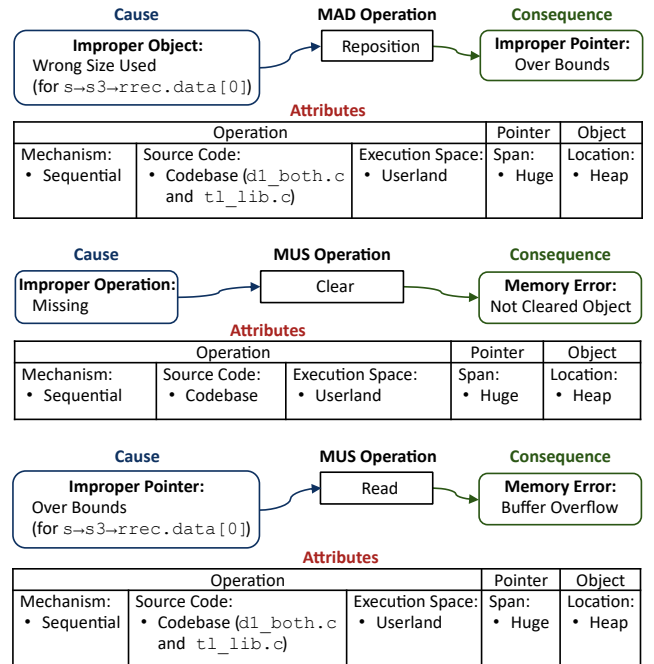 Cause MAD Operation Consequence
Improper Object: Reposition Improper Pointer:
Wrong Size Used Over Bounds
(for s→s3→rrec.data[0])
Attributes
Operation Pointer Object
Mechanism: Source Code: Execution Space: Span: Location:
• Sequential • Codebase (d1_both.c • Userland • Huge • Heap
and tl_lib.c)
Cause MUS Operation Consequence
Improper Operation: Clear Memory Error:
Missing Not Cleared Object
Attributes
Operation Pointer Object
Mechanism: Source Code: Execution Space: Span: Location:
• Sequential • Codebase • Userland • Huge • Heap
Cause MUS Operation Consequence
Improper Pointer: Read Memory Error:
Over Bounds Buffer Overflow
(for s→s3→rrec.data[0])
Attributes
Operation Pointer Object
Mechanism: Source Code: Execution Space: Span: Location:
• Sequential • Codebase (d1_both.c • Userland • Huge • Heap
and tl_lib.c)